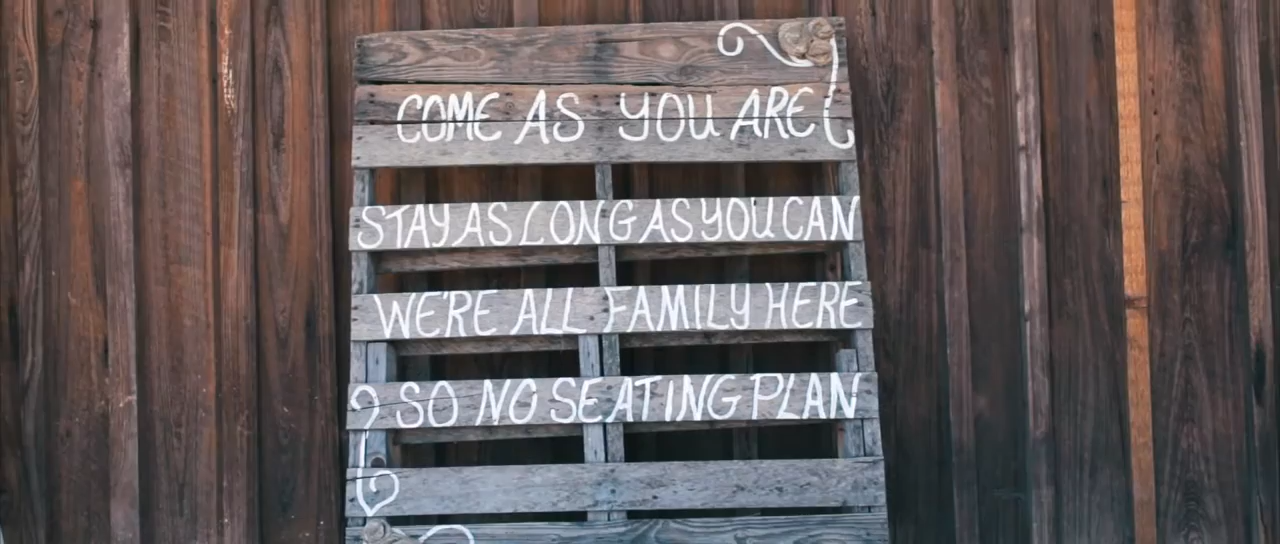 COME AS YOU ARE
STAY AS LONG AS YOU CAN
WE'RE ALL FAMILY HERE
SO NO SEATING PLAN